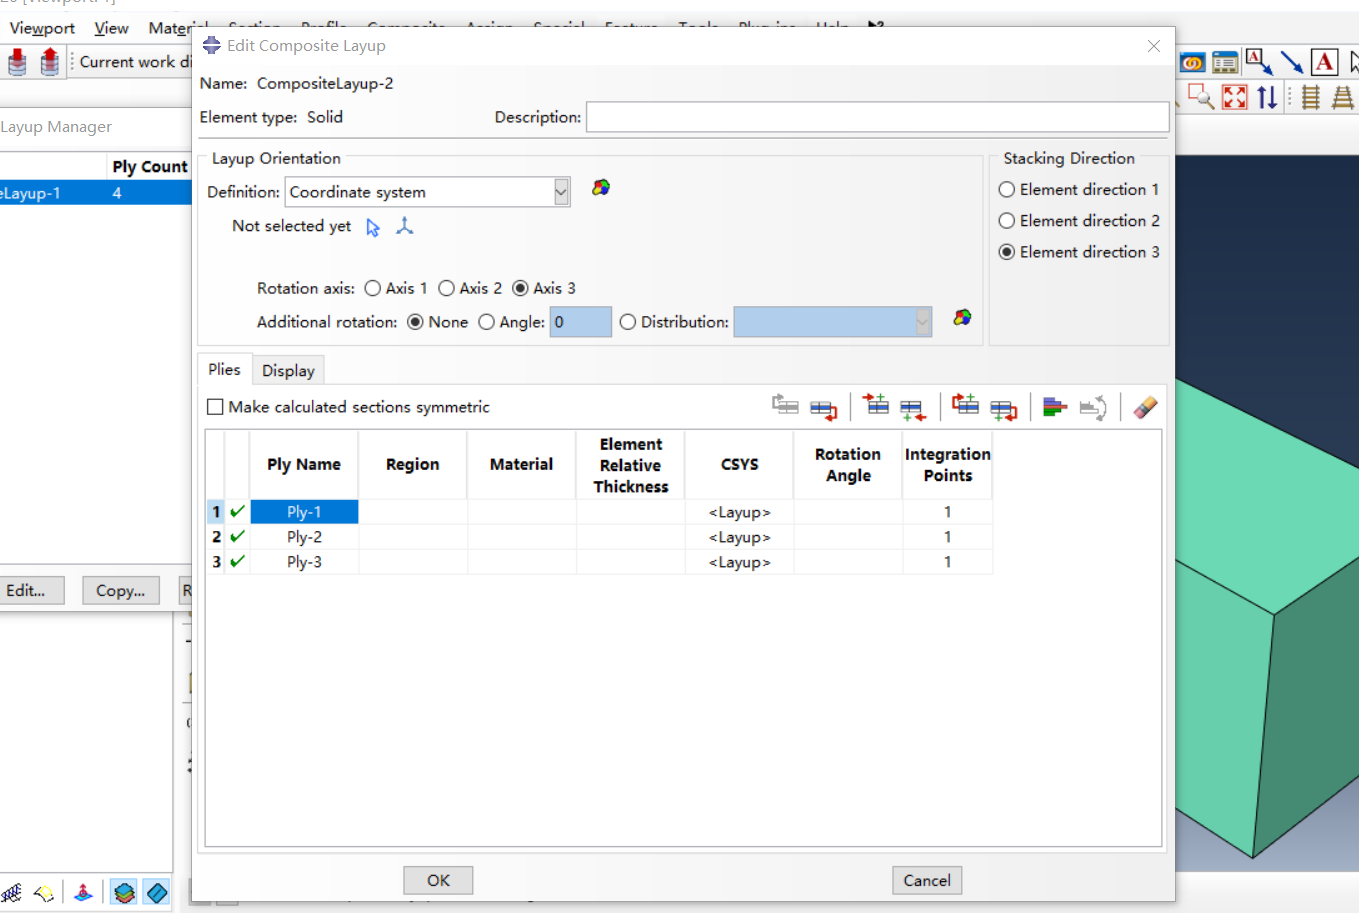 Viewport View Mater
Current work di
Edit Composite Layup
Name: CompositeLayup-2
Element type: Solid
Description:
Layup Manager
Ply Count
eLayup-1 4
Layup Orientation
Definition: Coordinate system
Not selected yet
Rotation axis: Axis 1 Axis 2 Axis 3
Additional rotation: None Angle: 0 Distribution:
Stacking Direction
Element direction 1
Element direction 2
Element direction 3
Plies Display
Make calculated sections symmetric
Ply Name Region Material Element Relative Thickness CSYS Rotation Angle Integration Points
1 Ply-1 <Layup> 1
2 Ply-2 <Layup> 1
3 Ply-3 <Layup> 1
Edit... Copy... R
OK Cancel
A A